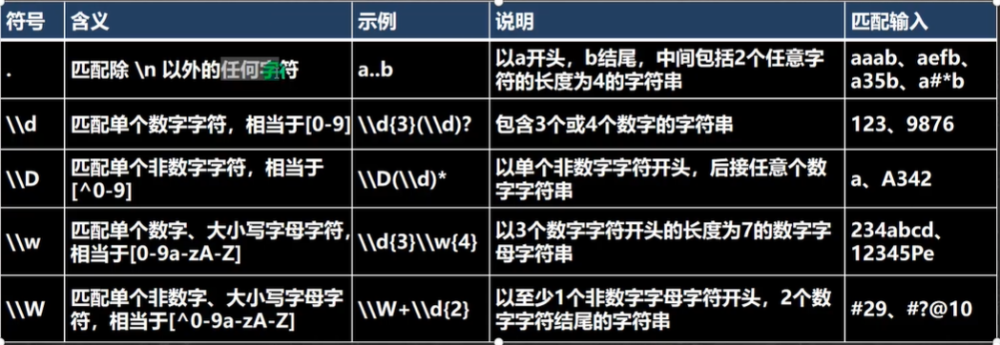 符号 含义 示例 说明 匹配输入
. 匹配除 \n 以外的任何字符 a..b 以a开头，b结尾，中间包括2个任意字
符的长度为4的字符串 aaab、aefb、
a35b、a#*b
\\d 匹配单个数字字符，相当于[0-9] \\d{3}(\\d)? 包含3个或4个数字的字符串 123、9876
\\D 匹配单个非数字字符，相当于
[^0-9] \\D(\\d)* 以单个非数字字符开头，后接任意个数
字字符串 a、A342
\\w 匹配单个数字、大小写字母字符，
相当于[0-9a-zA-Z] \\d{3}\\w{4} 以3个数字字符开头的长度为7的数字字
母字符串 234abcd、
12345Pe
\\W 匹配单个非数字、大小写字母字
符，相当于[^0-9a-zA-Z] \\W+\\d{2} 以至少1个非数字字母字符开头，2个数
字字符结尾的字符串 #29、#?@10